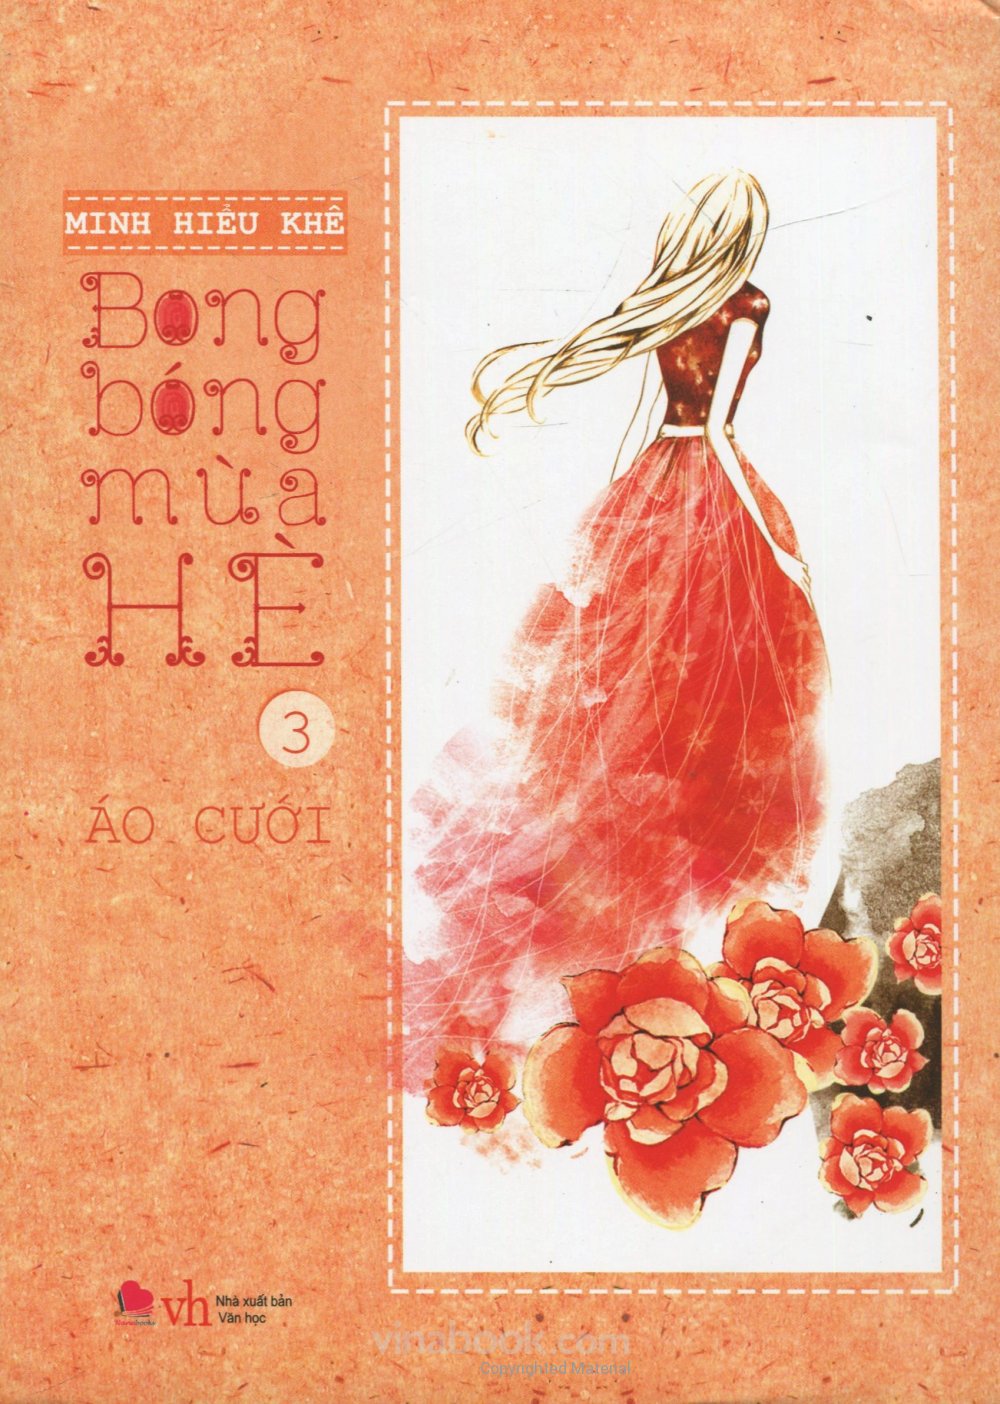 MINH HIỂU KHÊ
Bong
bóng
mùa
HÈ
3
ÁO CƯỚI
vh
Nhà xuất bản
Văn học
vinabook.com
Copyrighted Material